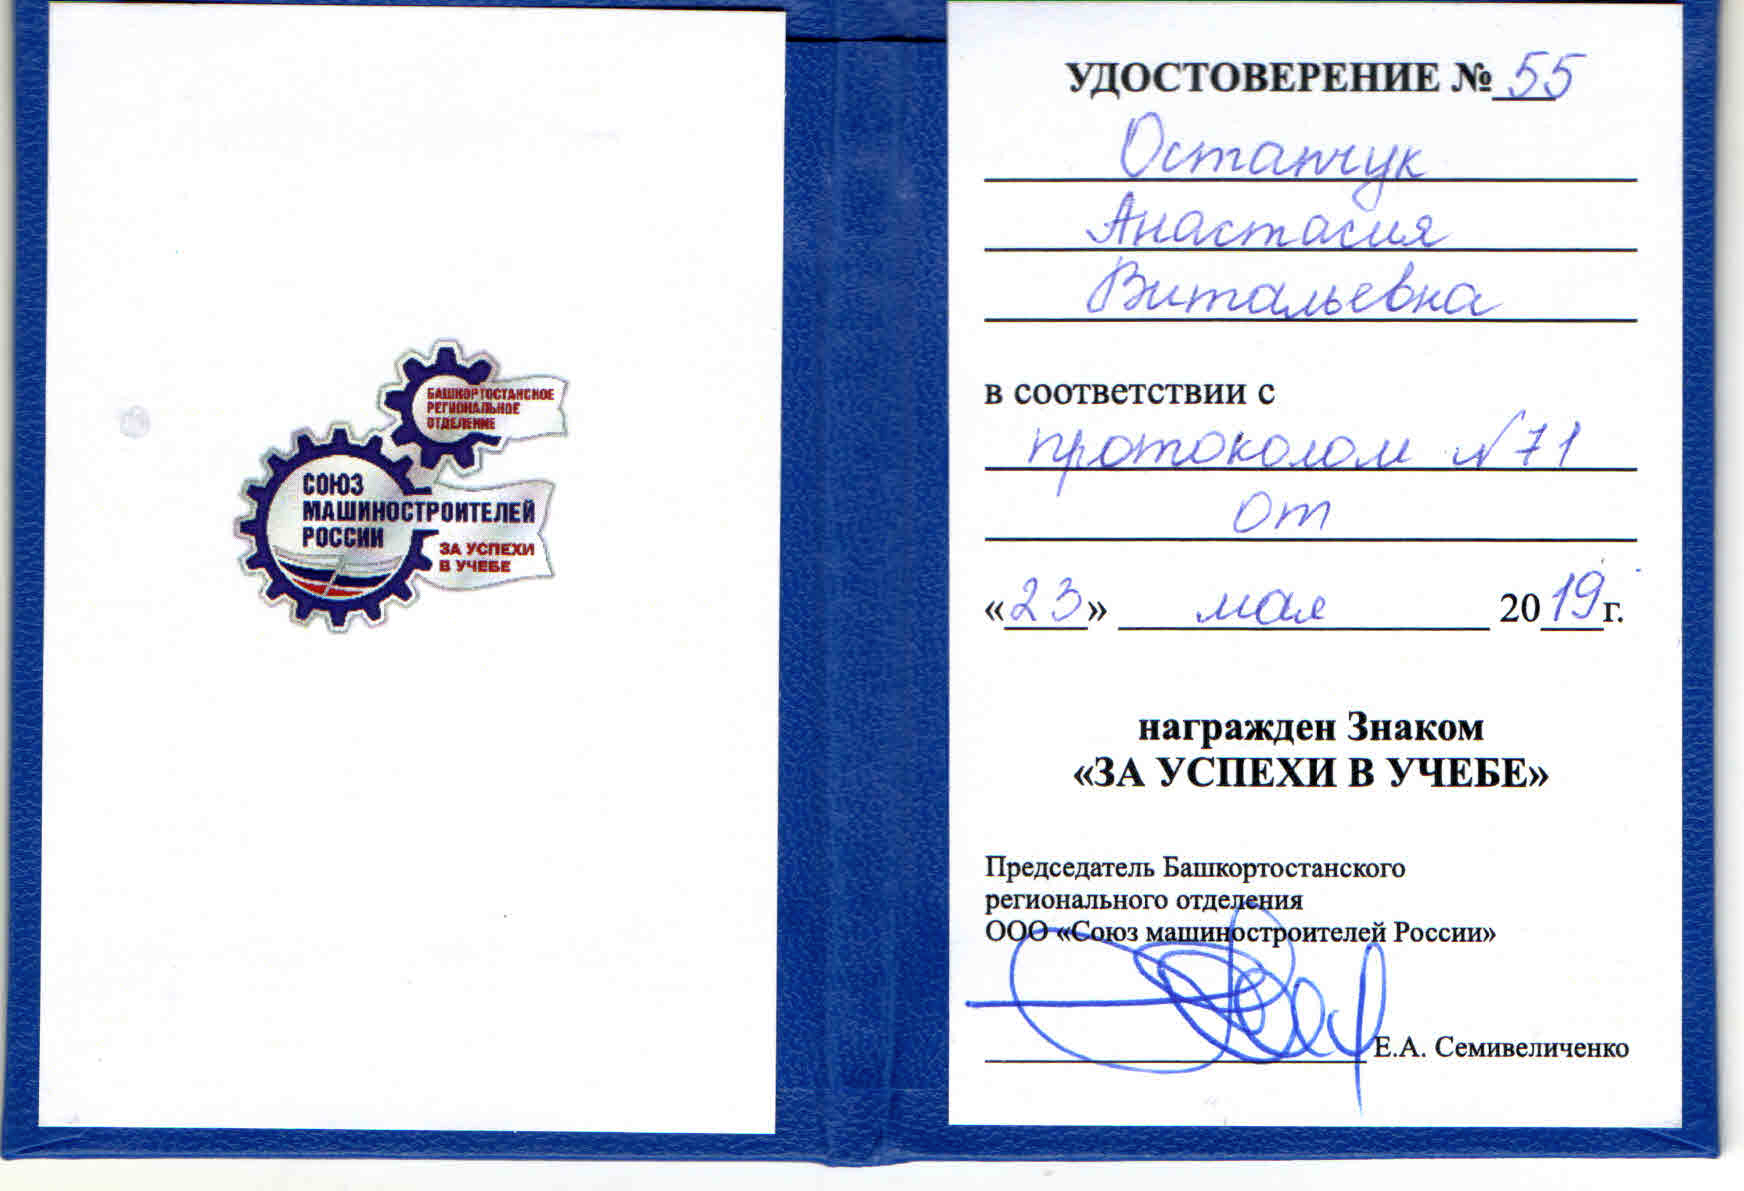 БАШКОРТОСТАНСКОЕ
РЕГИОНАЛЬНОЕ
ОТДЕЛЕНИЕ
СОЮЗ
МАШИНОСТРОИТЕЛЕЙ
РОССИИ
ЗА УСПЕХИ
В УЧЕБЕ
УДОСТОВЕРЕНИЕ № 55
Остапчук
Анастасия
Витальевна
в соответствии с
протоколом №71
от
«23» мая 2019г.
награжден Знаком
«ЗА УСПЕХИ В УЧЕБЕ»
Председатель Башкортостанского
регионального отделения
ООО «Союз машиностроителей России»
Е.А. Семивеличенко